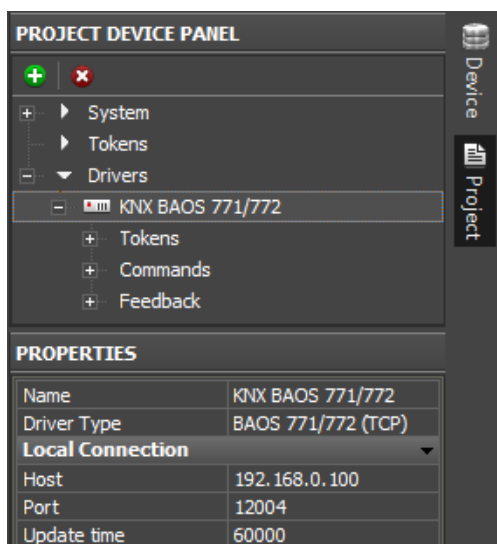 PROJECT DEVICE PANEL
System
Tokens
Drivers
KNX BAOS 771/772
Tokens
Commands
Feedback
Device
Project
PROPERTIES
Name KNX BAOS 771/772
Driver Type BAOS 771/772 (TCP)
Local Connection
Host 192.168.0.100
Port 12004
Update time 60000